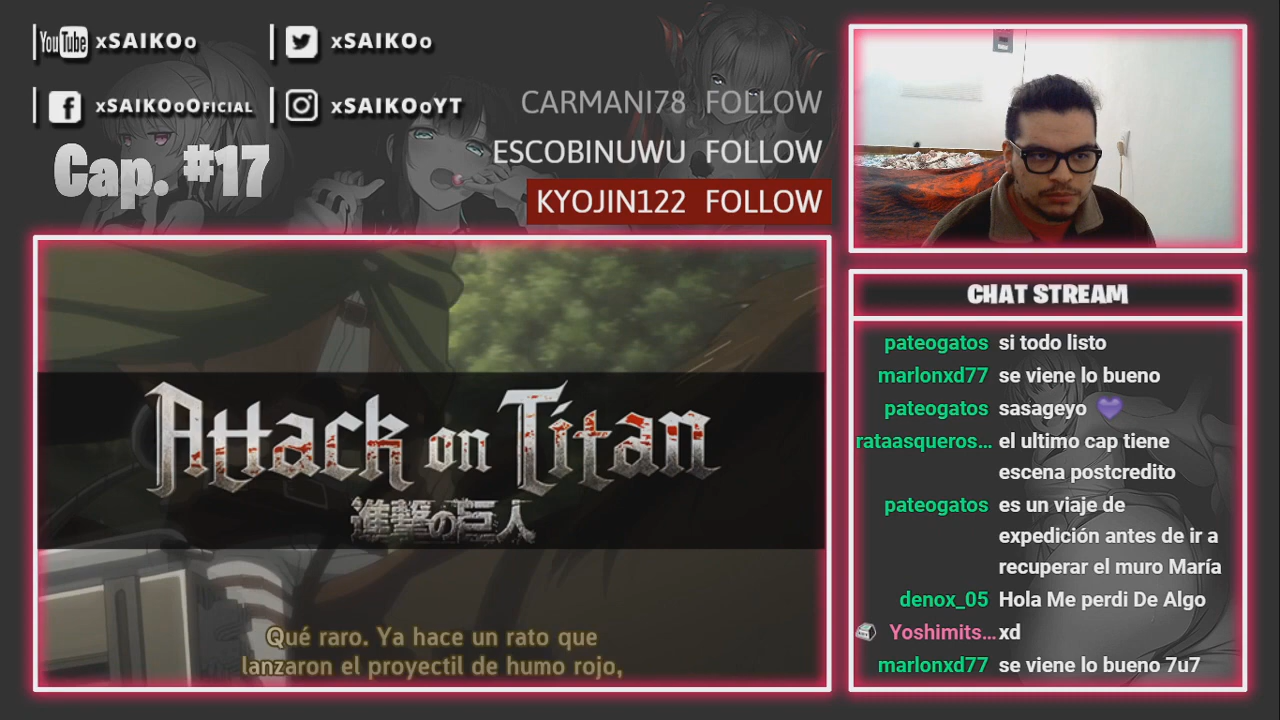 YouTube xSAIKOo
xSAIKOo
xSAIKOoOFICIAL
xSAIKOoYT
Cap. #17
CARMANI78 FOLLOW
ESCOBINUWU FOLLOW
KYOJIN122 FOLLOW
Attack on Titan
進撃の巨人
Qué raro. Ya hace un rato que
lanzaron el proyectil de humo rojo,
CHAT STREAM
pateogatos si todo listo
marlonxd77 se viene lo bueno
pateogatos sasageyo 💜
rataasqueros... el ultimo cap tiene
escena postcredito
pateogatos es un viaje de
expedición antes de ir a
recuperar el muro María
denox_05 Hola Me perdi De Algo
Yoshimits... xd
marlonxd77 se viene lo bueno 7u7